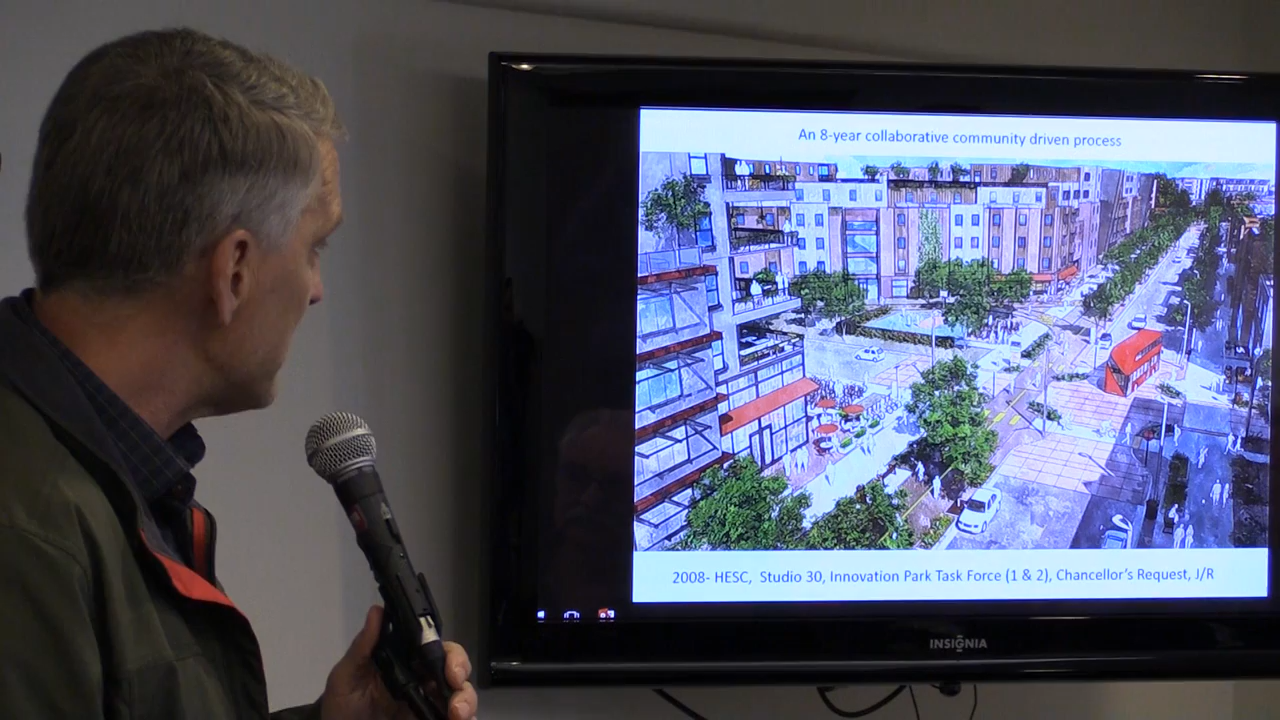 An 8-year collaborative community driven process
2008- HESC, Studio 30, Innovation Park Task Force (1 & 2), Chancellor's Request, J/R
INSIGNIA